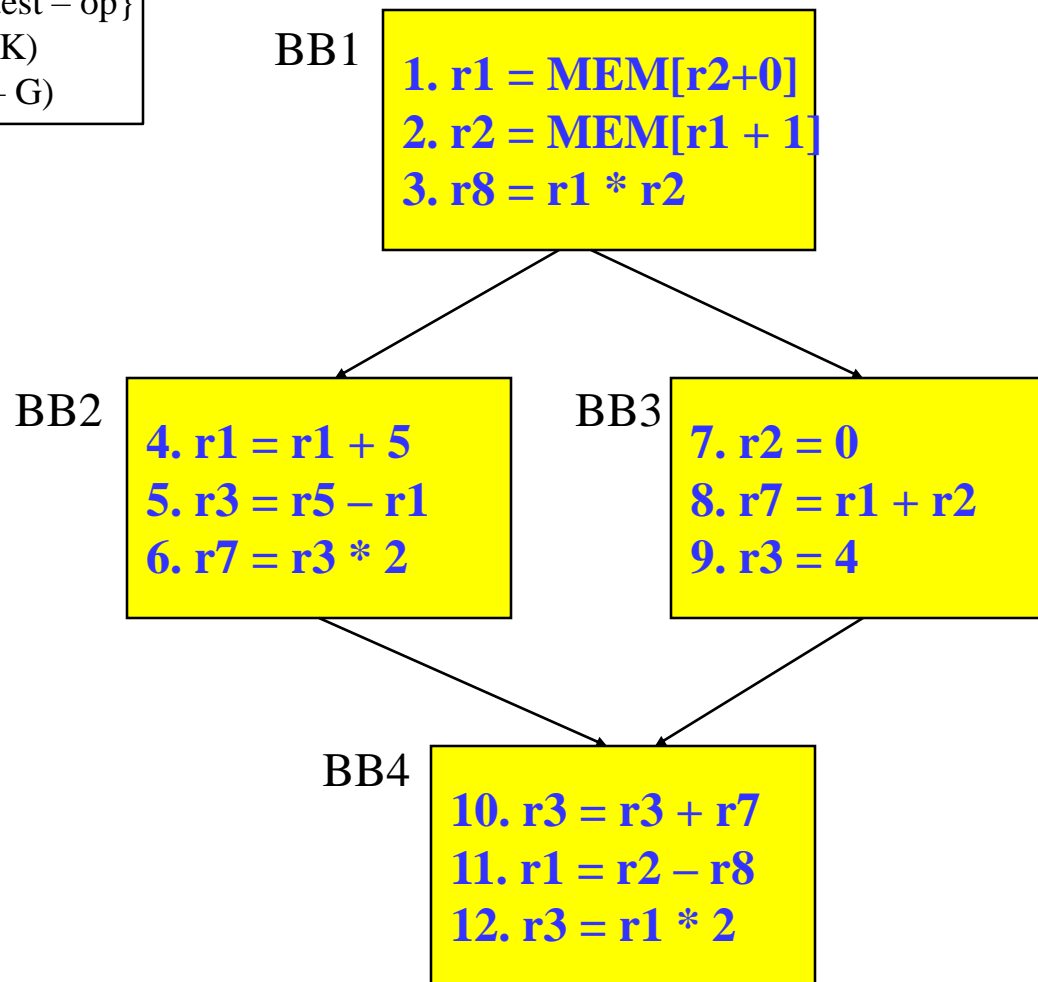 est – op}
K)
– G)
BB1
1. r1 = MEM[r2+0]
2. r2 = MEM[r1 + 1]
3. r8 = r1 * r2
BB2
4. r1 = r1 + 5
5. r3 = r5 – r1
6. r7 = r3 * 2
BB3
7. r2 = 0
8. r7 = r1 + r2
9. r3 = 4
BB4
10. r3 = r3 + r7
11. r1 = r2 – r8
12. r3 = r1 * 2